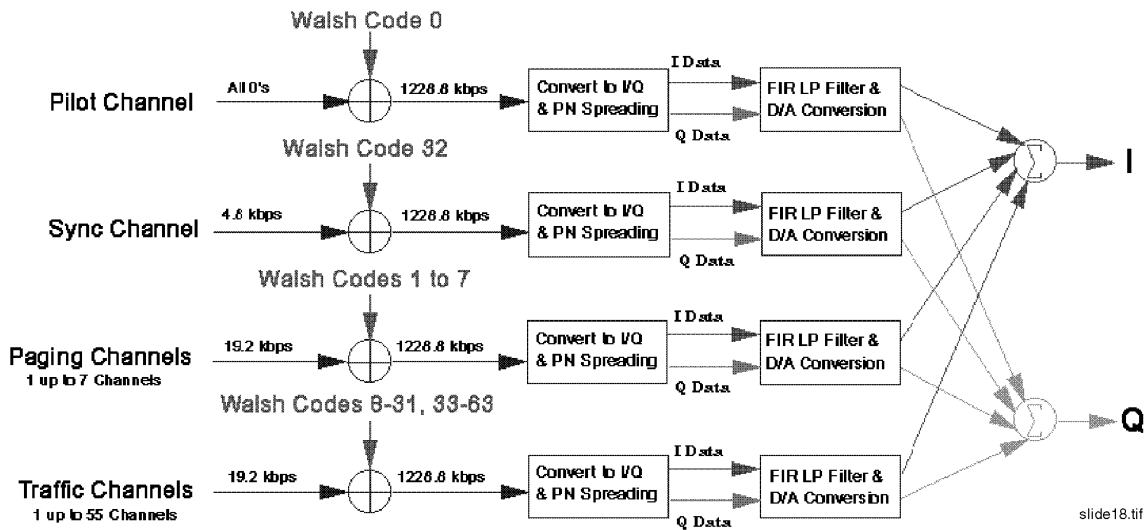 Walsh Code 0
Pilot Channel
All 0's
1228.8 kbps
Convert to I/Q
& PN Spreading
I Data
Q Data
FIR LP Filter &
D/A Conversion
Σ
I
Walsh Code 32
Sync Channel
4.8 kbps
1228.8 kbps
Convert to I/Q
& PN Spreading
I Data
Q Data
FIR LP Filter &
D/A Conversion
Walsh Codes 1 to 7
Paging Channels
1 up to 7 Channels
19.2 kbps
1228.8 kbps
Convert to I/Q
& PN Spreading
I Data
Q Data
FIR LP Filter &
D/A Conversion
Σ
Q
Walsh Codes 8-31, 33-63
Traffic Channels
1 up to 55 Channels
19.2 kbps
1228.8 kbps
Convert to I/Q
& PN Spreading
I Data
Q Data
FIR LP Filter &
D/A Conversion
slide18.tif